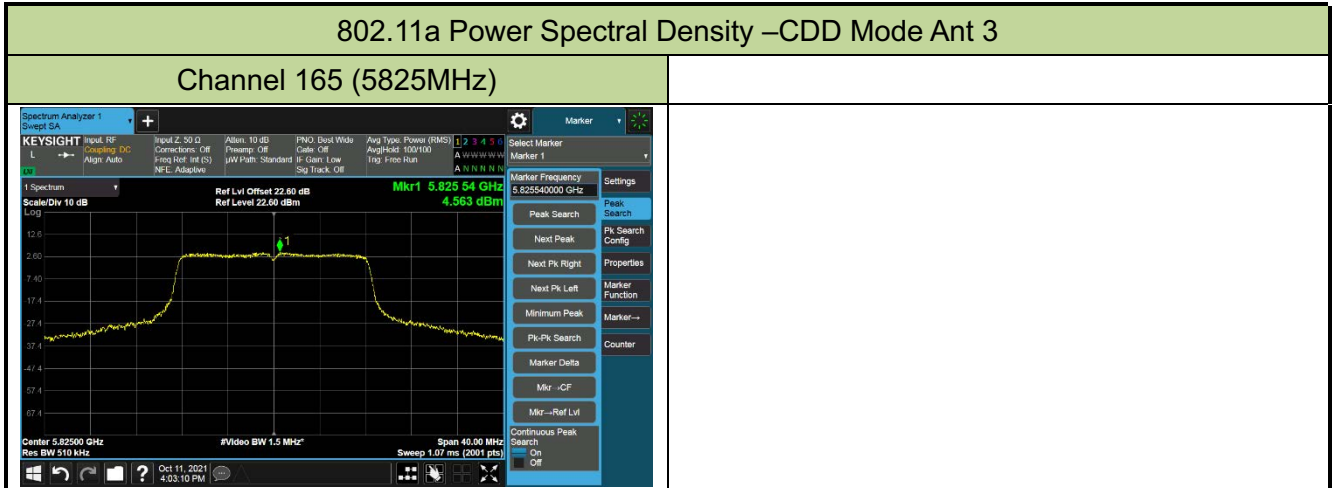 802.11a Power Spectral Density –CDD Mode Ant 3
Channel 165 (5825MHz)
Spectrum Analyzer 1
Swept SA
+
Marker
KEYSIGHT
L
Input: RF
Coupling: DC
Align: Auto
Input Z: 50 Ω
Corrections: Off
Freq Ref: Int (S)
NFE: Adaptive
Atten: 10 dB
Preamp: Off
µW Path: Standard
PNO: Best Wide
Gate: Off
IF Gain: Low
Sig Track: Off
Avg Type: Power (RMS)
Avg|Hold: 100/100
Trig: Free Run
1 2 3 4 5 6
A W W W W W
A N N N N N
Select Marker
Marker 1
1 Spectrum
Scale/Div 10 dB
Log
Ref Lvl Offset 22.60 dB
Ref Level 22.60 dBm
Mkr1 5.825 54 GHz
4.563 dBm
1
12.6
2.60
-7.40
-17.4
-27.4
-37.4
-47.4
-57.4
-67.4
Center 5.82500 GHz
Res BW 510 kHz
#Video BW 1.5 MHz*
Span 40.00 MHz
Sweep 1.07 ms (2001 pts)
Marker Frequency
5.825540000 GHz
Peak Search
Next Peak
Next Pk Right
Next Pk Left
Minimum Peak
Pk-Pk Search
Marker Delta
Mkr→CF
Mkr→Ref Lvl
Continuous Peak
Search
On
Off
Settings
Peak
Search
Pk Search
Config
Properties
Marker
Function
Marker→
Counter
?
Oct 11, 2021
4:03:10 PM